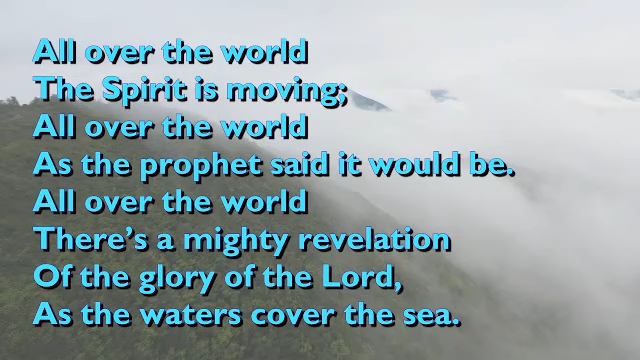 All over the world
The Spirit is moving;
All over the world
As the prophet said it would be.
All over the world
There's a mighty revelation
Of the glory of the Lord,
As the waters cover the sea.